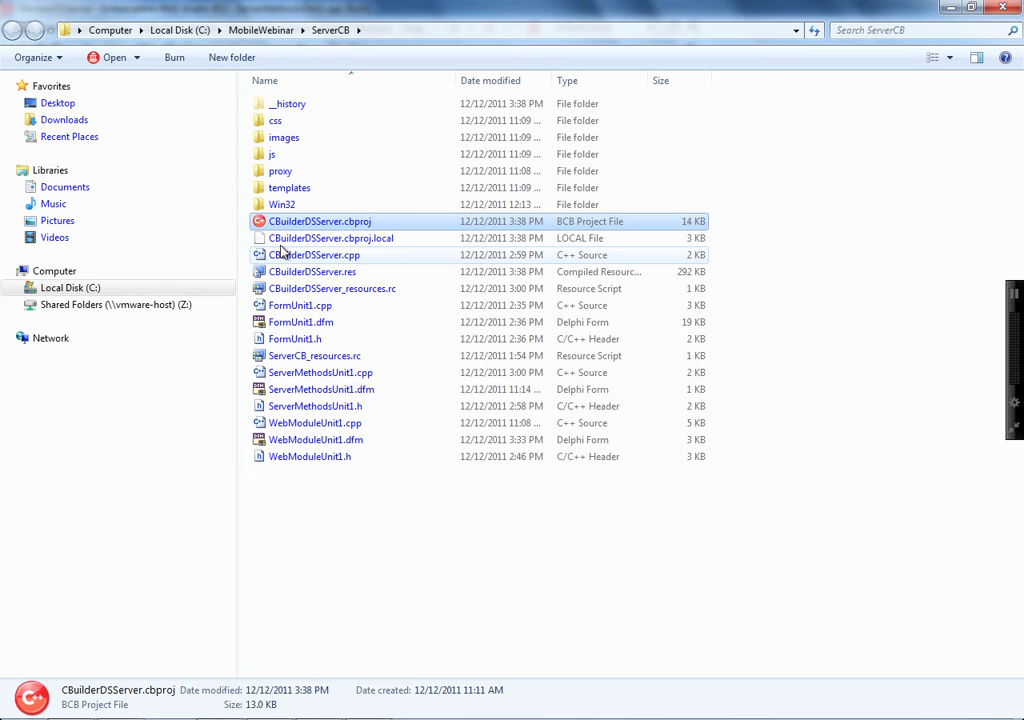 Computer Local Disk (C:) MobileWebinar ServerCB Search ServerCB
Organize Open Burn New folder
Name Date modified Type Size
Favorites
Desktop
Downloads
Recent Places
Libraries
Documents
Music
Pictures
Videos
Computer
Local Disk (C:)
Shared Folders (\\vmware-host) (Z:)
Network
__history 12/12/2011 3:38 PM File folder
css 12/12/2011 11:09 ... File folder
images 12/12/2011 11:09 ... File folder
js 12/12/2011 11:09 ... File folder
proxy 12/12/2011 11:08 ... File folder
templates 12/12/2011 11:09 ... File folder
Win32 12/12/2011 12:13 ... File folder
CBuilderDSServer.cbproj 12/12/2011 3:38 PM BCB Project File 14 KB
CBuilderDSServer.cbproj.local 12/12/2011 3:38 PM LOCAL File 3 KB
CBuilderDSServer.cpp 12/12/2011 2:59 PM C++ Source 2 KB
CBuilderDSServer.res 12/12/2011 3:38 PM Compiled Resourc... 292 KB
CBuilderDSServer_resources.rc 12/12/2011 3:00 PM Resource Script 1 KB
FormUnit1.cpp 12/12/2011 2:35 PM C++ Source 3 KB
FormUnit1.dfm 12/12/2011 2:36 PM Delphi Form 19 KB
FormUnit1.h 12/12/2011 2:36 PM C/C++ Header 2 KB
ServerCB_resources.rc 12/12/2011 1:54 PM Resource Script 1 KB
ServerMethodsUnit1.cpp 12/12/2011 3:00 PM C++ Source 2 KB
ServerMethodsUnit1.dfm 12/12/2011 11:14 ... Delphi Form 1 KB
ServerMethodsUnit1.h 12/12/2011 2:58 PM C/C++ Header 2 KB
WebModuleUnit1.cpp 12/12/2011 11:08 ... C++ Source 5 KB
WebModuleUnit1.dfm 12/12/2011 3:33 PM Delphi Form 3 KB
WebModuleUnit1.h 12/12/2011 2:46 PM C/C++ Header 3 KB
CBuilderDSServer.cbproj Date modified: 12/12/2011 3:38 PM Date created: 12/12/2011 11:11 AM
BCB Project File Size: 13.0 KB